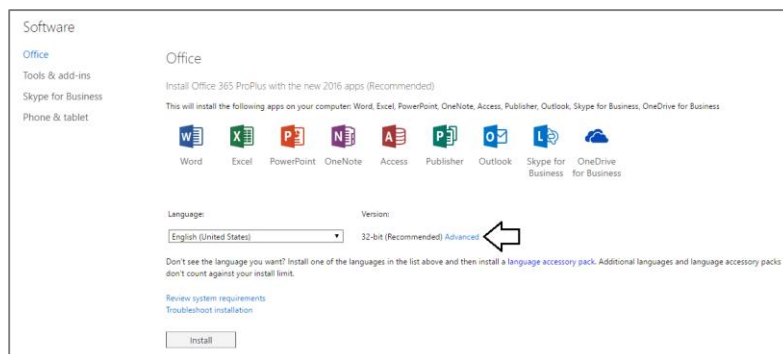 Software
Office
Tools & add-ins
Skype for Business
Phone & tablet
Office
Install Office 365 ProPlus with the new 2016 apps (Recommended)
This will install the following apps on your computer: Word, Excel, PowerPoint, OneNote, Access, Publisher, Outlook, Skype for Business, OneDrive for Business
Word Excel PowerPoint OneNote Access Publisher Outlook Skype for Business OneDrive for Business
Language: Version:
English (United States) 32-bit (Recommended) Advanced
Don't see the language you want? Install one of the languages in the list above and then install a language accessory pack. Additional languages and language accessory packs
don't count against your install limit.
Review system requirements
Troubleshoot installation
Install